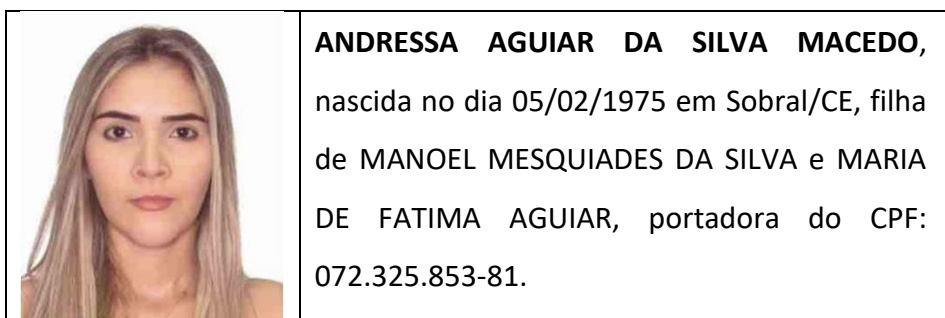 ANDRESSA AGUIAR DA SILVA MACEDO,
nascida no dia 05/02/1975 em Sobral/CE, filha
de MANOEL MESQUIADES DA SILVA e MARIA
DE FATIMA AGUIAR, portadora do CPF:
072.325.853-81.